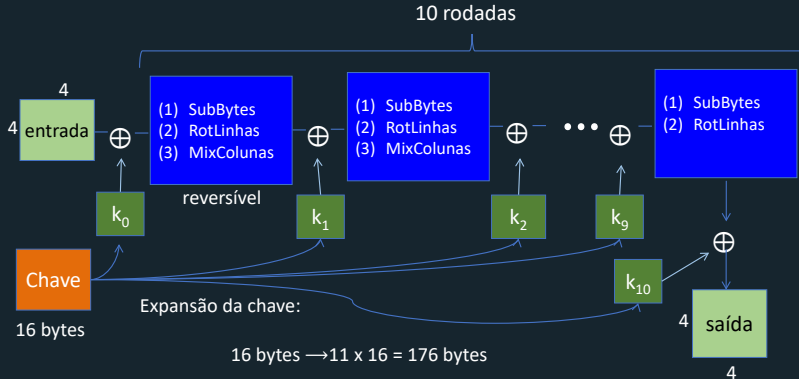 10 rodadas
4
4
entrada
(1) SubBytes
(2) RotLinhas
(3) MixColunas
reversível
(1) SubBytes
(2) RotLinhas
(3) MixColunas
...
(1) SubBytes
(2) RotLinhas
k0
k1
k2
k9
Chave
16 bytes
Expansão da chave:
k10
16 bytes → 11 x 16 = 176 bytes
4
saída
4